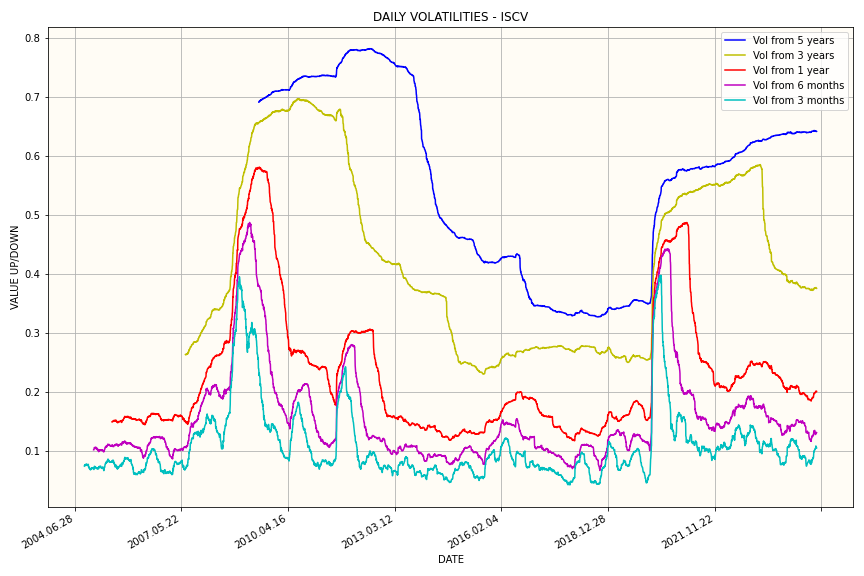 DAILY VOLATILITIES - ISCV
Vol from 5 years
Vol from 3 years
Vol from 1 year
Vol from 6 months
Vol from 3 months
VALUE UP/DOWN
0.8
0.7
0.6
0.5
0.4
0.3
0.2
0.1
2004.06.28
2007.05.22
2010.04.16
2013.03.12
2016.02.04
2018.12.28
2021.11.22
DATE